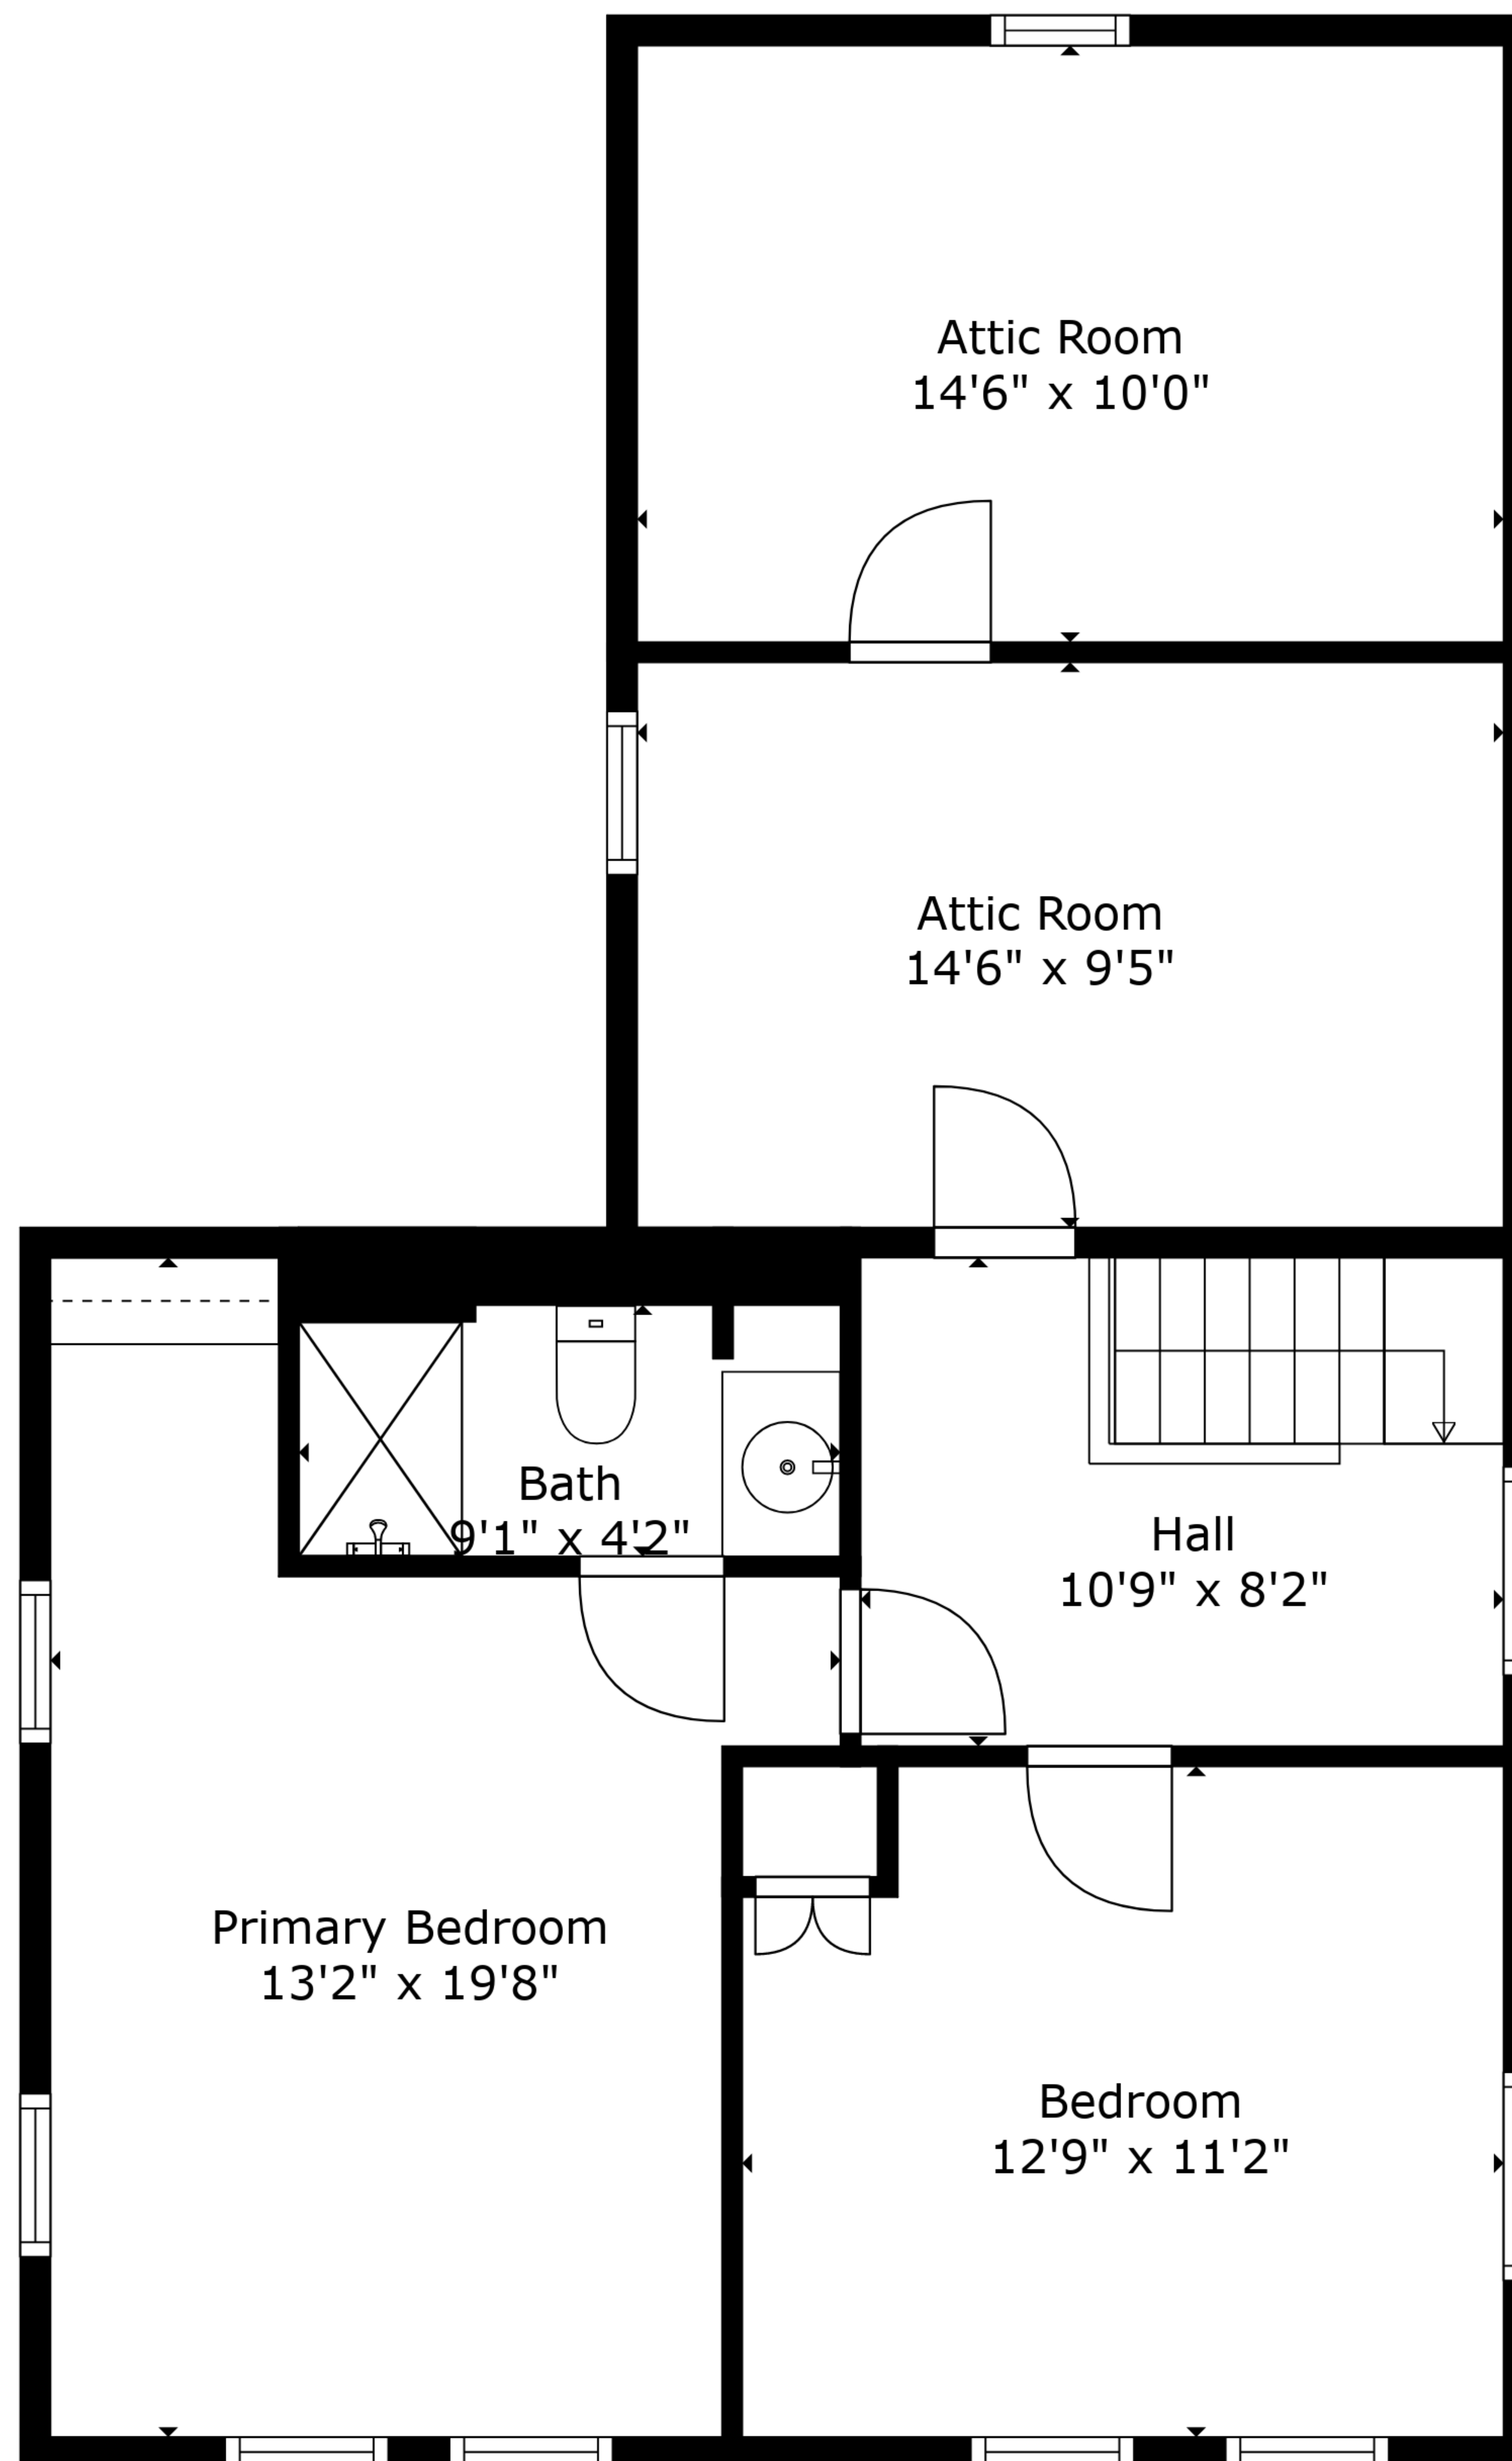 Attic Room
14'6" x 10'0"
Attic Room
14'6" x 9'5"
Bath
9'1" x 4'2"
Hall
10'9" x 8'2"
Primary Bedroom
13'2" x 19'8"
Bedroom
12'9" x 11'2"